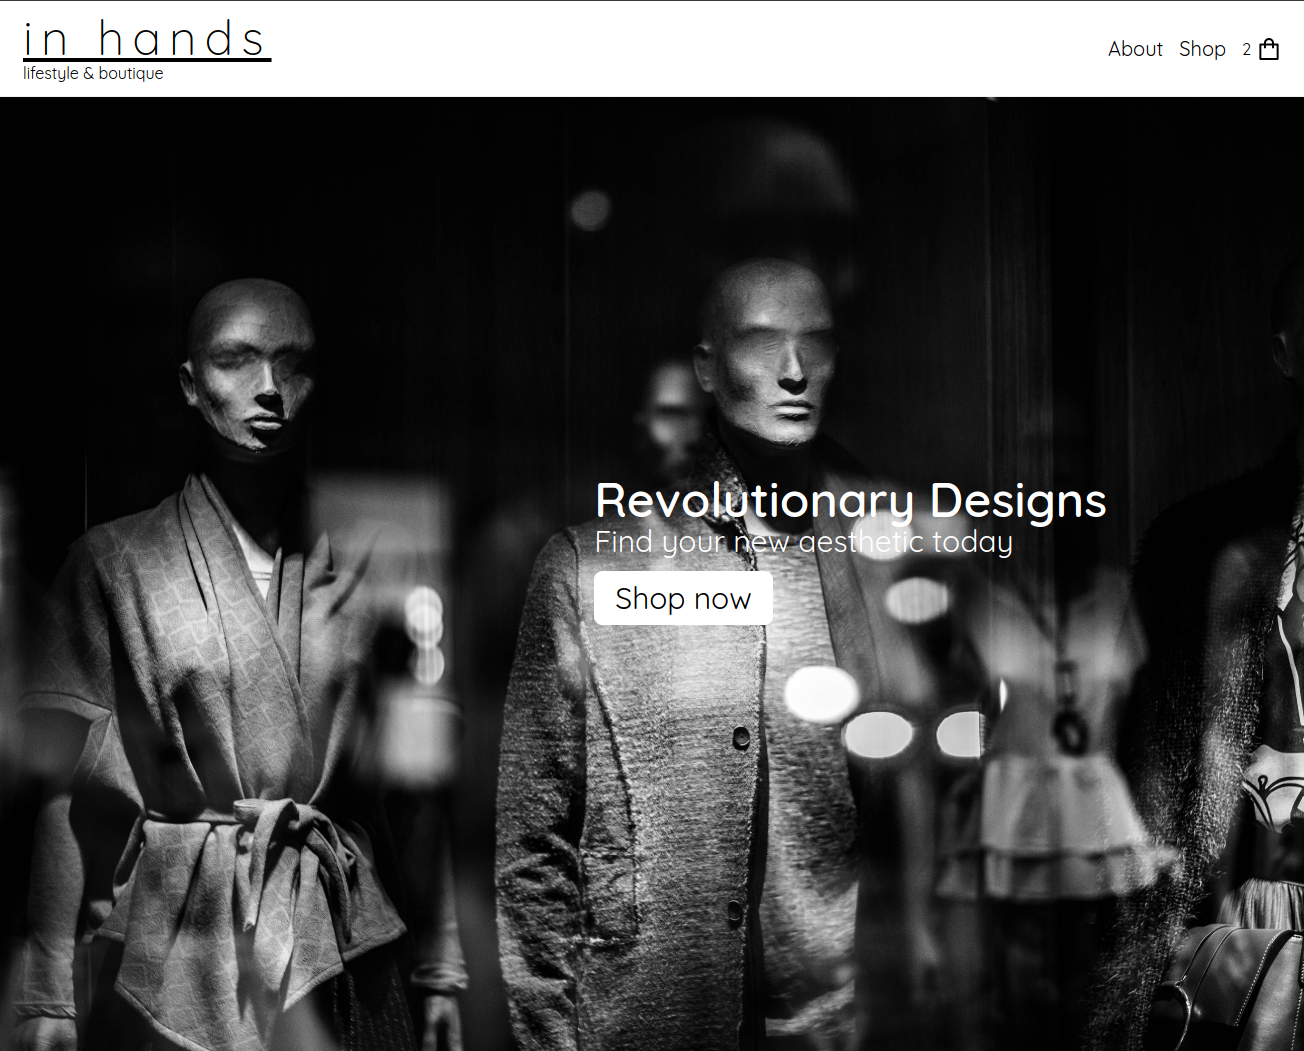 in hands
lifestyle & boutique
About Shop 2
Revolutionary Designs
Find your new aesthetic today
Shop now